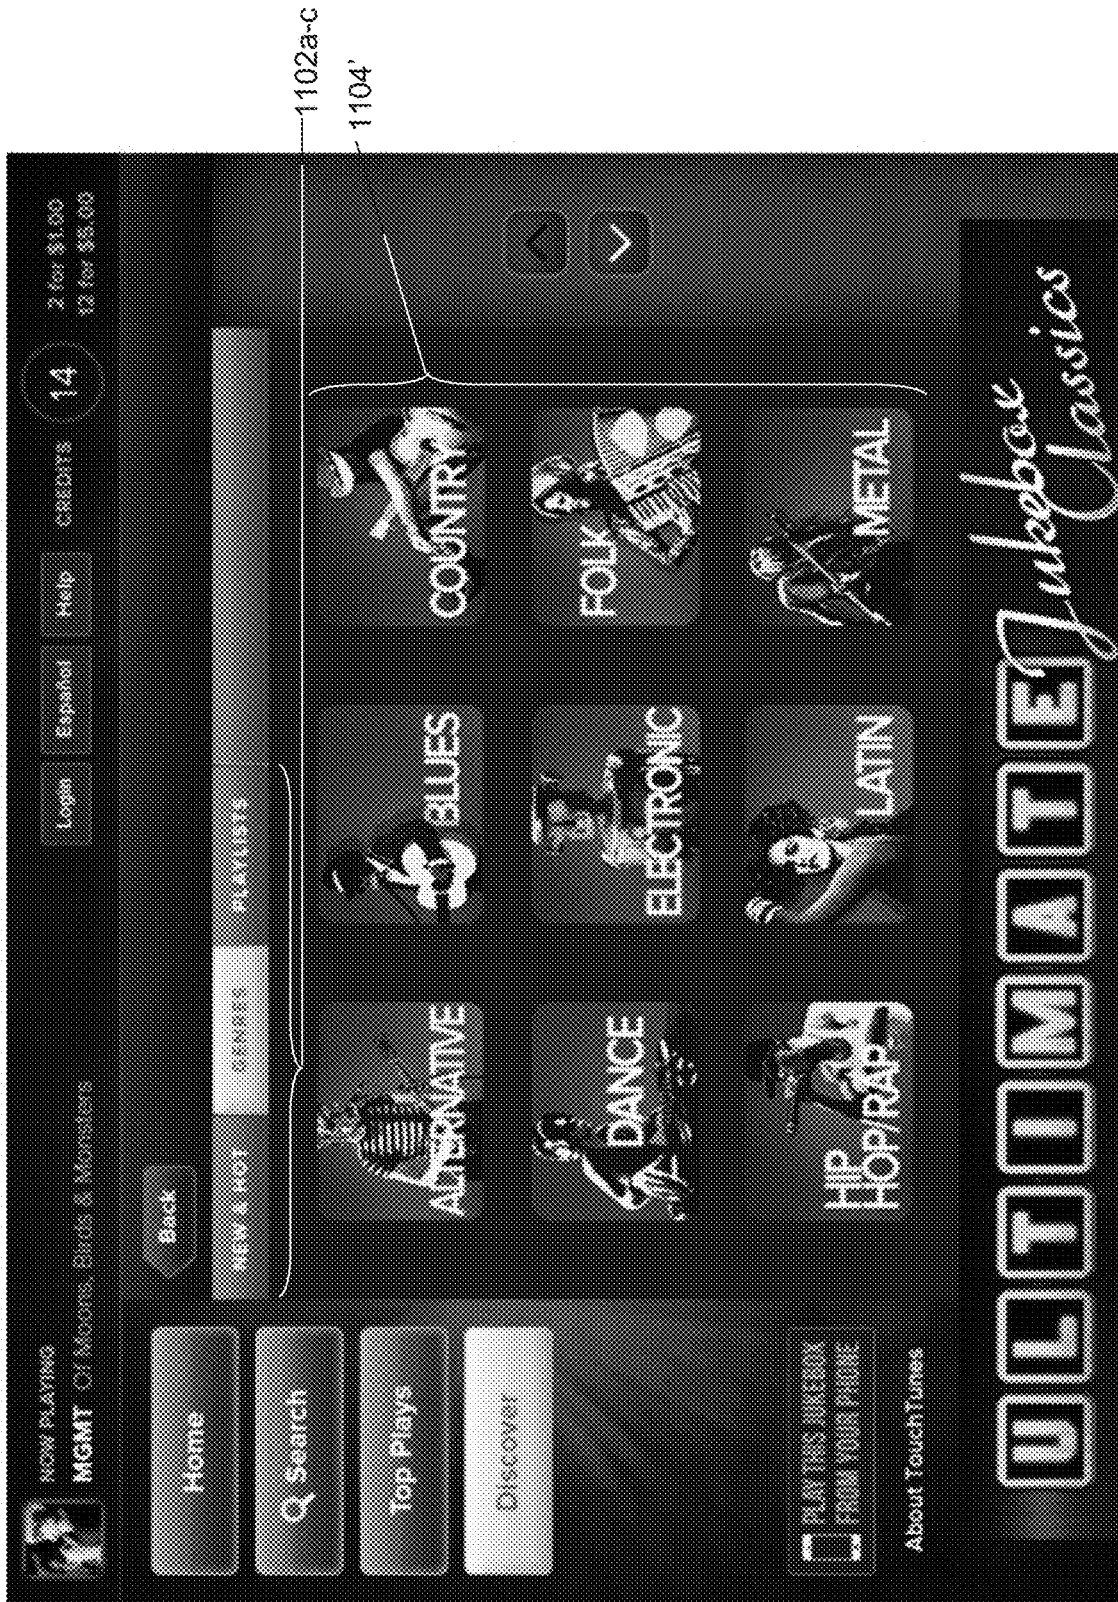 1102a-c
1104'
NOW PLAYING
MGMT Of Moons, Birds & Monsters
Login
Español
Help
CREDITS
14
2 for $1.00
12 for $5.00
Home
Search
Top Plays
Discover
Back
NEW & HOT
GENRES
PLAYLISTS
ALTERNATIVE
BLUES
COUNTRY
DANCE
ELECTRONIC
FOLK
HIP
HOP/RAP
LATIN
METAL
PLAY THIS JUKEBOX
FROM YOUR PHONE
About TouchTunes
ULTIMATE Jukebox
Classics